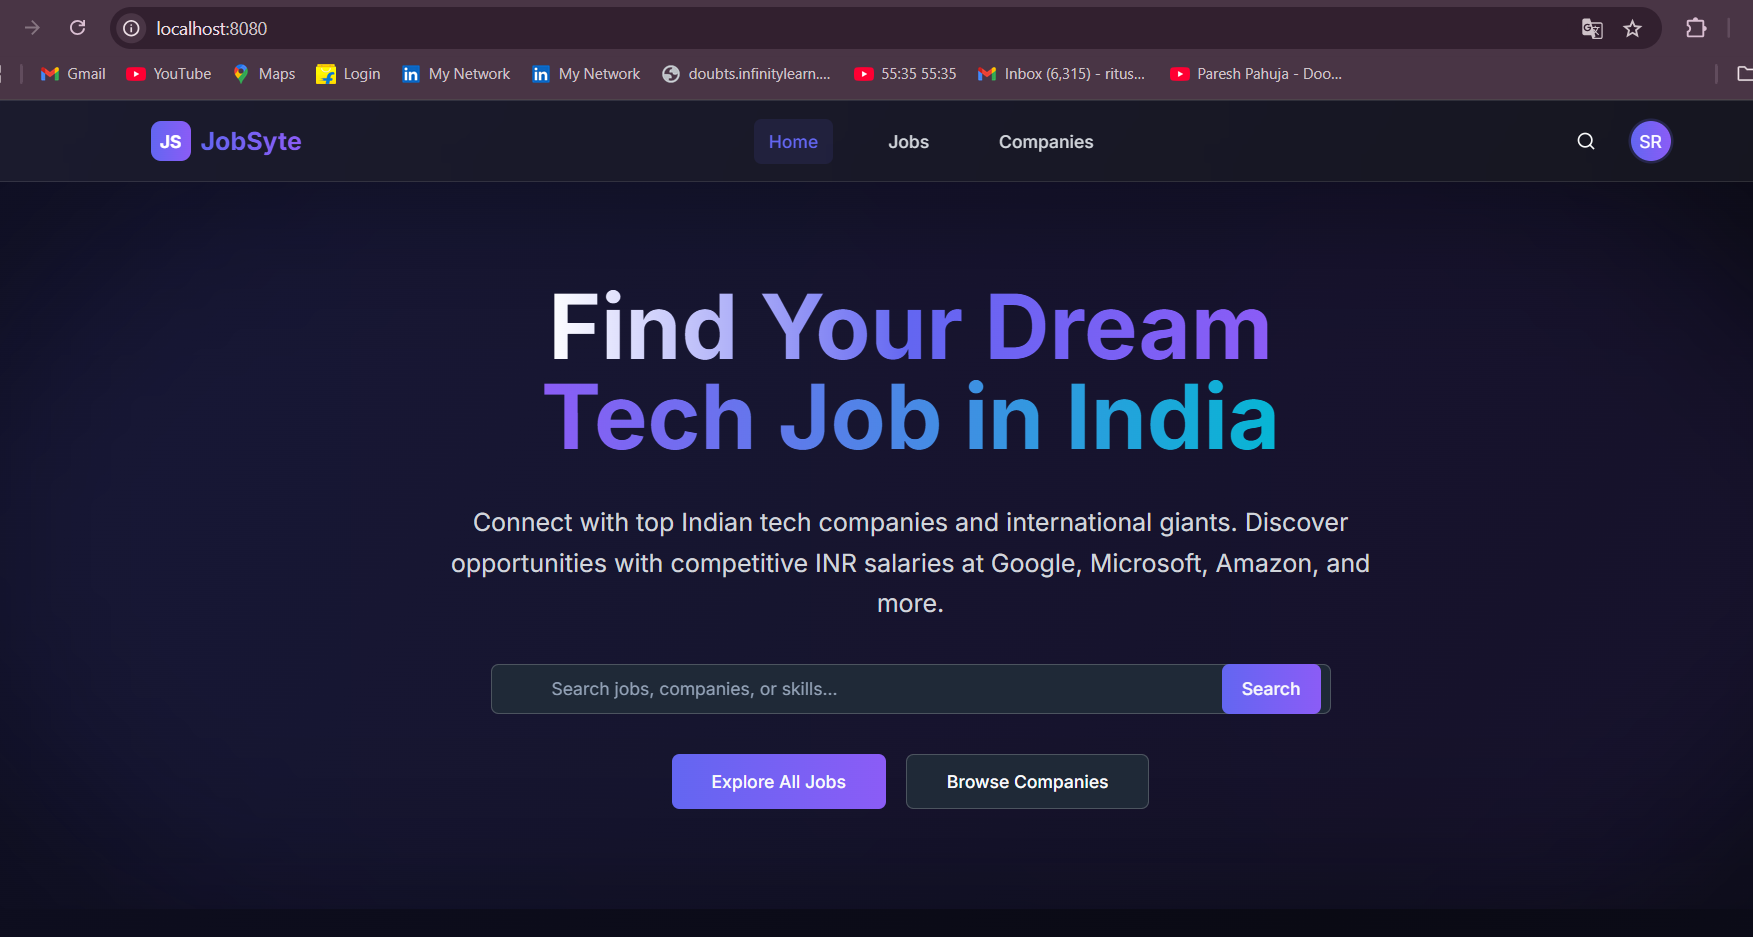 localhost:8080
Gmail YouTube Maps Login My Network My Network doubts.infinitylearn.... 55:35 55:35 Inbox (6,315) - ritus... Paresh Pahuja - Doo...
JS JobSyte Home Jobs Companies SR
Find Your Dream
Tech Job in India
Connect with top Indian tech companies and international giants. Discover
opportunities with competitive INR salaries at Google, Microsoft, Amazon, and
more.
Search jobs, companies, or skills... Search
Explore All Jobs Browse Companies